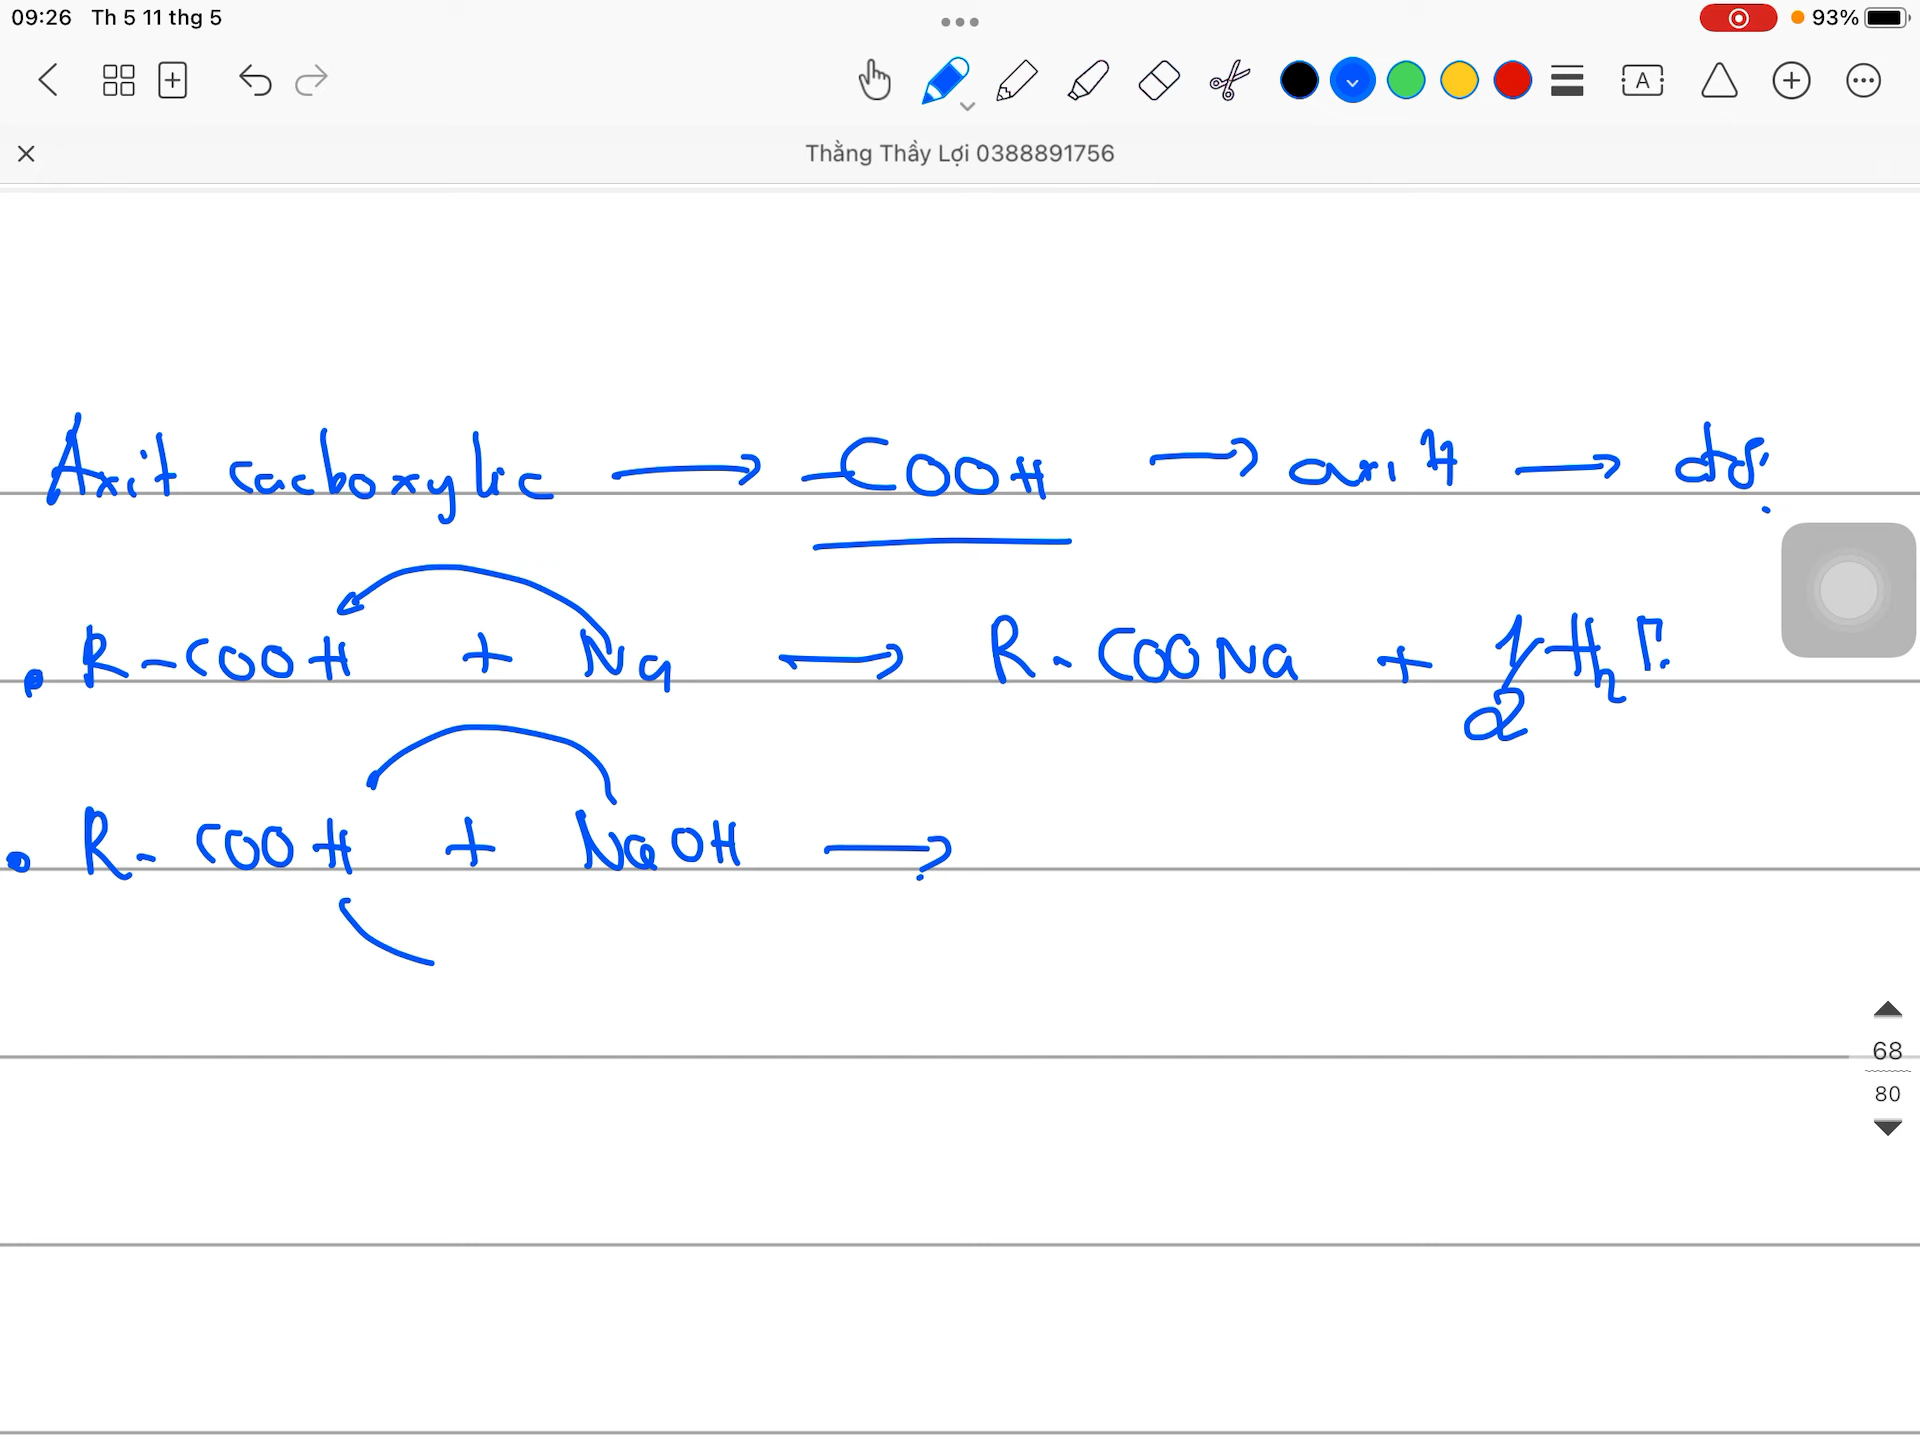 09:26 Th 5 11 thg 5 93%
A
Thằng Thầy Lợi 0388891756
Axit cacboxylic → -COOH → axit →
• R-COOH + Na → R-COONa + 1/2 H2 ↑
• R-COOH + NaOH →
68
80